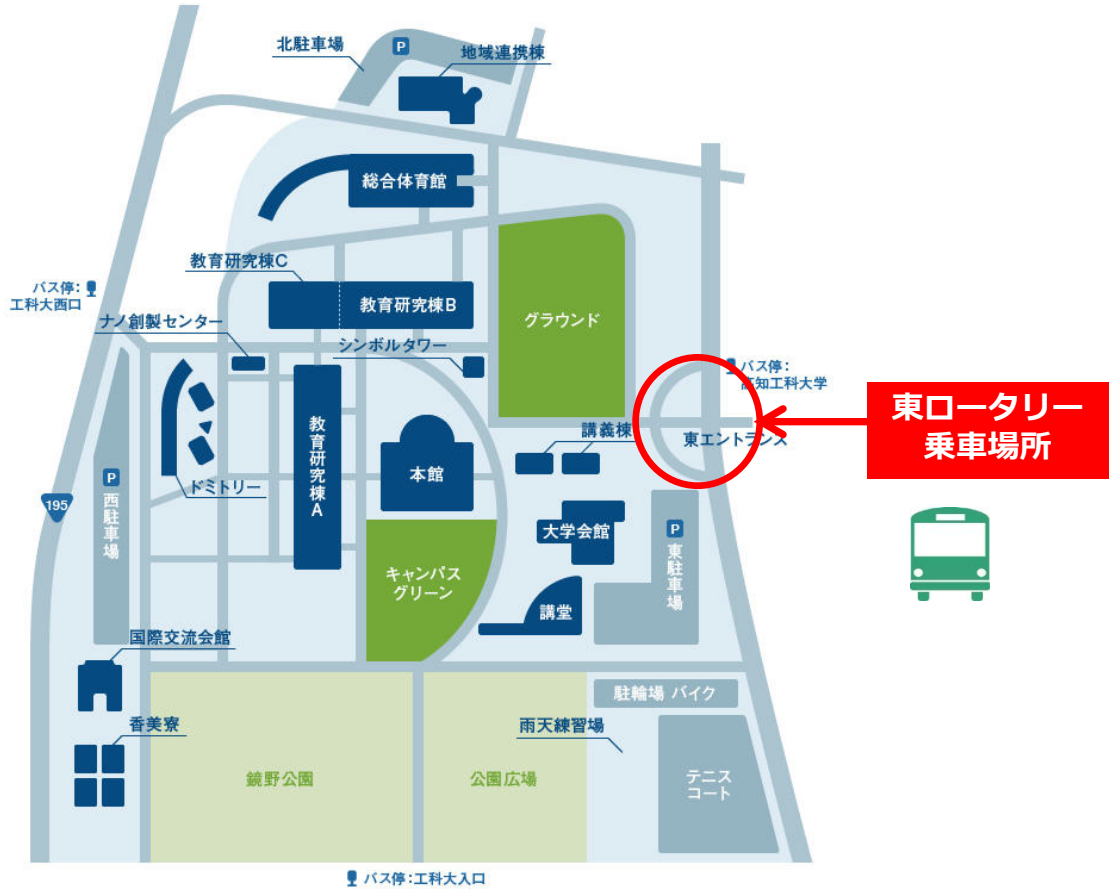 北駐車場
P
地域連携棟
総合体育館
教育研究棟C
バス停:
工科大西口
教育研究棟B
グラウンド
ナノ創製センター
シンボルタワー
バス停:
高知工科大学
東ロータリー
乗車場所
教育研究棟A
講義棟
東エントランス
本館
P
西駐車場
ドミトリー
195
大学会館
P
東駐車場
キャンパス
グリーン
講堂
国際交流会館
駐輪場 バイク
香美寮
雨天練習場
鏡野公園
公園広場
テニス
コート
バス停:工科大入口